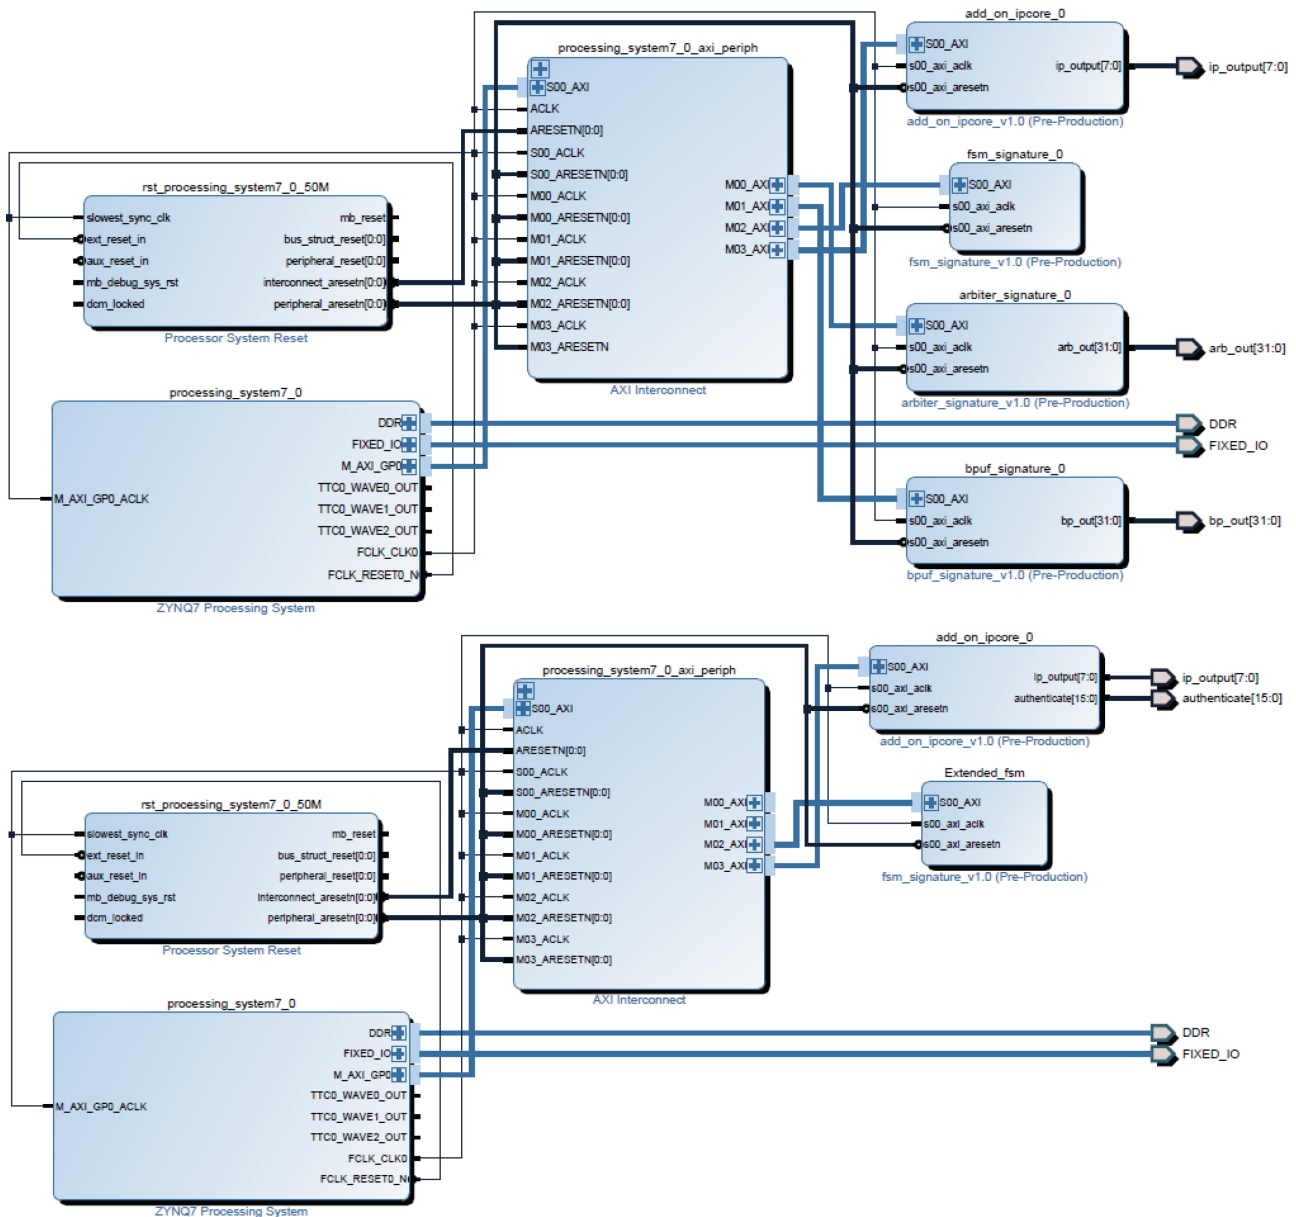 add_on_ipcore_0
S00_AXI
s00_axi_aclk
s00_axi_aresetn
ip_output[7:0]
ip_output[7:0]
add_on_ipcore_v1.0 (Pre-Production)
processing_system7_0_axi_periph
S00_AXI
ACLK
ARESETN[0:0]
S00_ACLK
S00_ARESETN[0:0]
M00_ACLK
M00_ARESETN[0:0]
M01_ACLK
M01_ARESETN[0:0]
M02_ACLK
M02_ARESETN[0:0]
M03_ACLK
M03_ARESETN
M00_AXI
M01_AXI
M02_AXI
M03_AXI
AXI Interconnect
fsm_signature_0
S00_AXI
s00_axi_aclk
s00_axi_aresetn
fsm_signature_v1.0 (Pre-Production)
rst_processing_system7_0_50M
slowest_sync_clk
ext_reset_in
aux_reset_in
mb_debug_sys_rst
dcm_locked
mb_reset
bus_struct_reset[0:0]
peripheral_reset[0:0]
interconnect_aresetn[0:0]
peripheral_aresetn[0:0]
Processor System Reset
arbiter_signature_0
S00_AXI
s00_axi_aclk
s00_axi_aresetn
arb_out[31:0]
arb_out[31:0]
arbiter_signature_v1.0 (Pre-Production)
processing_system7_0
M_AXI_GP0_ACLK
DDR
FIXED_IO
M_AXI_GP0
TTC0_WAVE0_OUT
TTC0_WAVE1_OUT
TTC0_WAVE2_OUT
FCLK_CLK0
FCLK_RESET0_N
ZYNQ7 Processing System
DDR
FIXED_IO
bpuf_signature_0
S00_AXI
s00_axi_aclk
s00_axi_aresetn
bp_out[31:0]
bp_out[31:0]
bpuf_signature_v1.0 (Pre-Production)
add_on_ipcore_0
S00_AXI
s00_axi_aclk
s00_axi_aresetn
ip_output[7:0]
authenticate[15:0]
ip_output[7:0]
authenticate[15:0]
add_on_ipcore_v1.0 (Pre-Production)
processing_system7_0_axi_periph
S00_AXI
ACLK
ARESETN[0:0]
S00_ACLK
S00_ARESETN[0:0]
M00_ACLK
M00_ARESETN[0:0]
M01_ACLK
M01_ARESETN[0:0]
M02_ACLK
M02_ARESETN[0:0]
M03_ACLK
M03_ARESETN[0:0]
M00_AXI
M01_AXI
M02_AXI
M03_AXI
AXI Interconnect
Extended_fsm
S00_AXI
s00_axi_aclk
s00_axi_aresetn
fsm_signature_v1.0 (Pre-Production)
rst_processing_system7_0_50M
slowest_sync_clk
ext_reset_in
aux_reset_in
mb_debug_sys_rst
dcm_locked
mb_reset
bus_struct_reset[0:0]
peripheral_reset[0:0]
interconnect_aresetn[0:0]
peripheral_aresetn[0:0]
Processor System Reset
processing_system7_0
M_AXI_GP0_ACLK
DDR
FIXED_IO
M_AXI_GP0
TTC0_WAVE0_OUT
TTC0_WAVE1_OUT
TTC0_WAVE2_OUT
FCLK_CLK0
FCLK_RESET0_N
ZYNQ7 Processing System
DDR
FIXED_IO